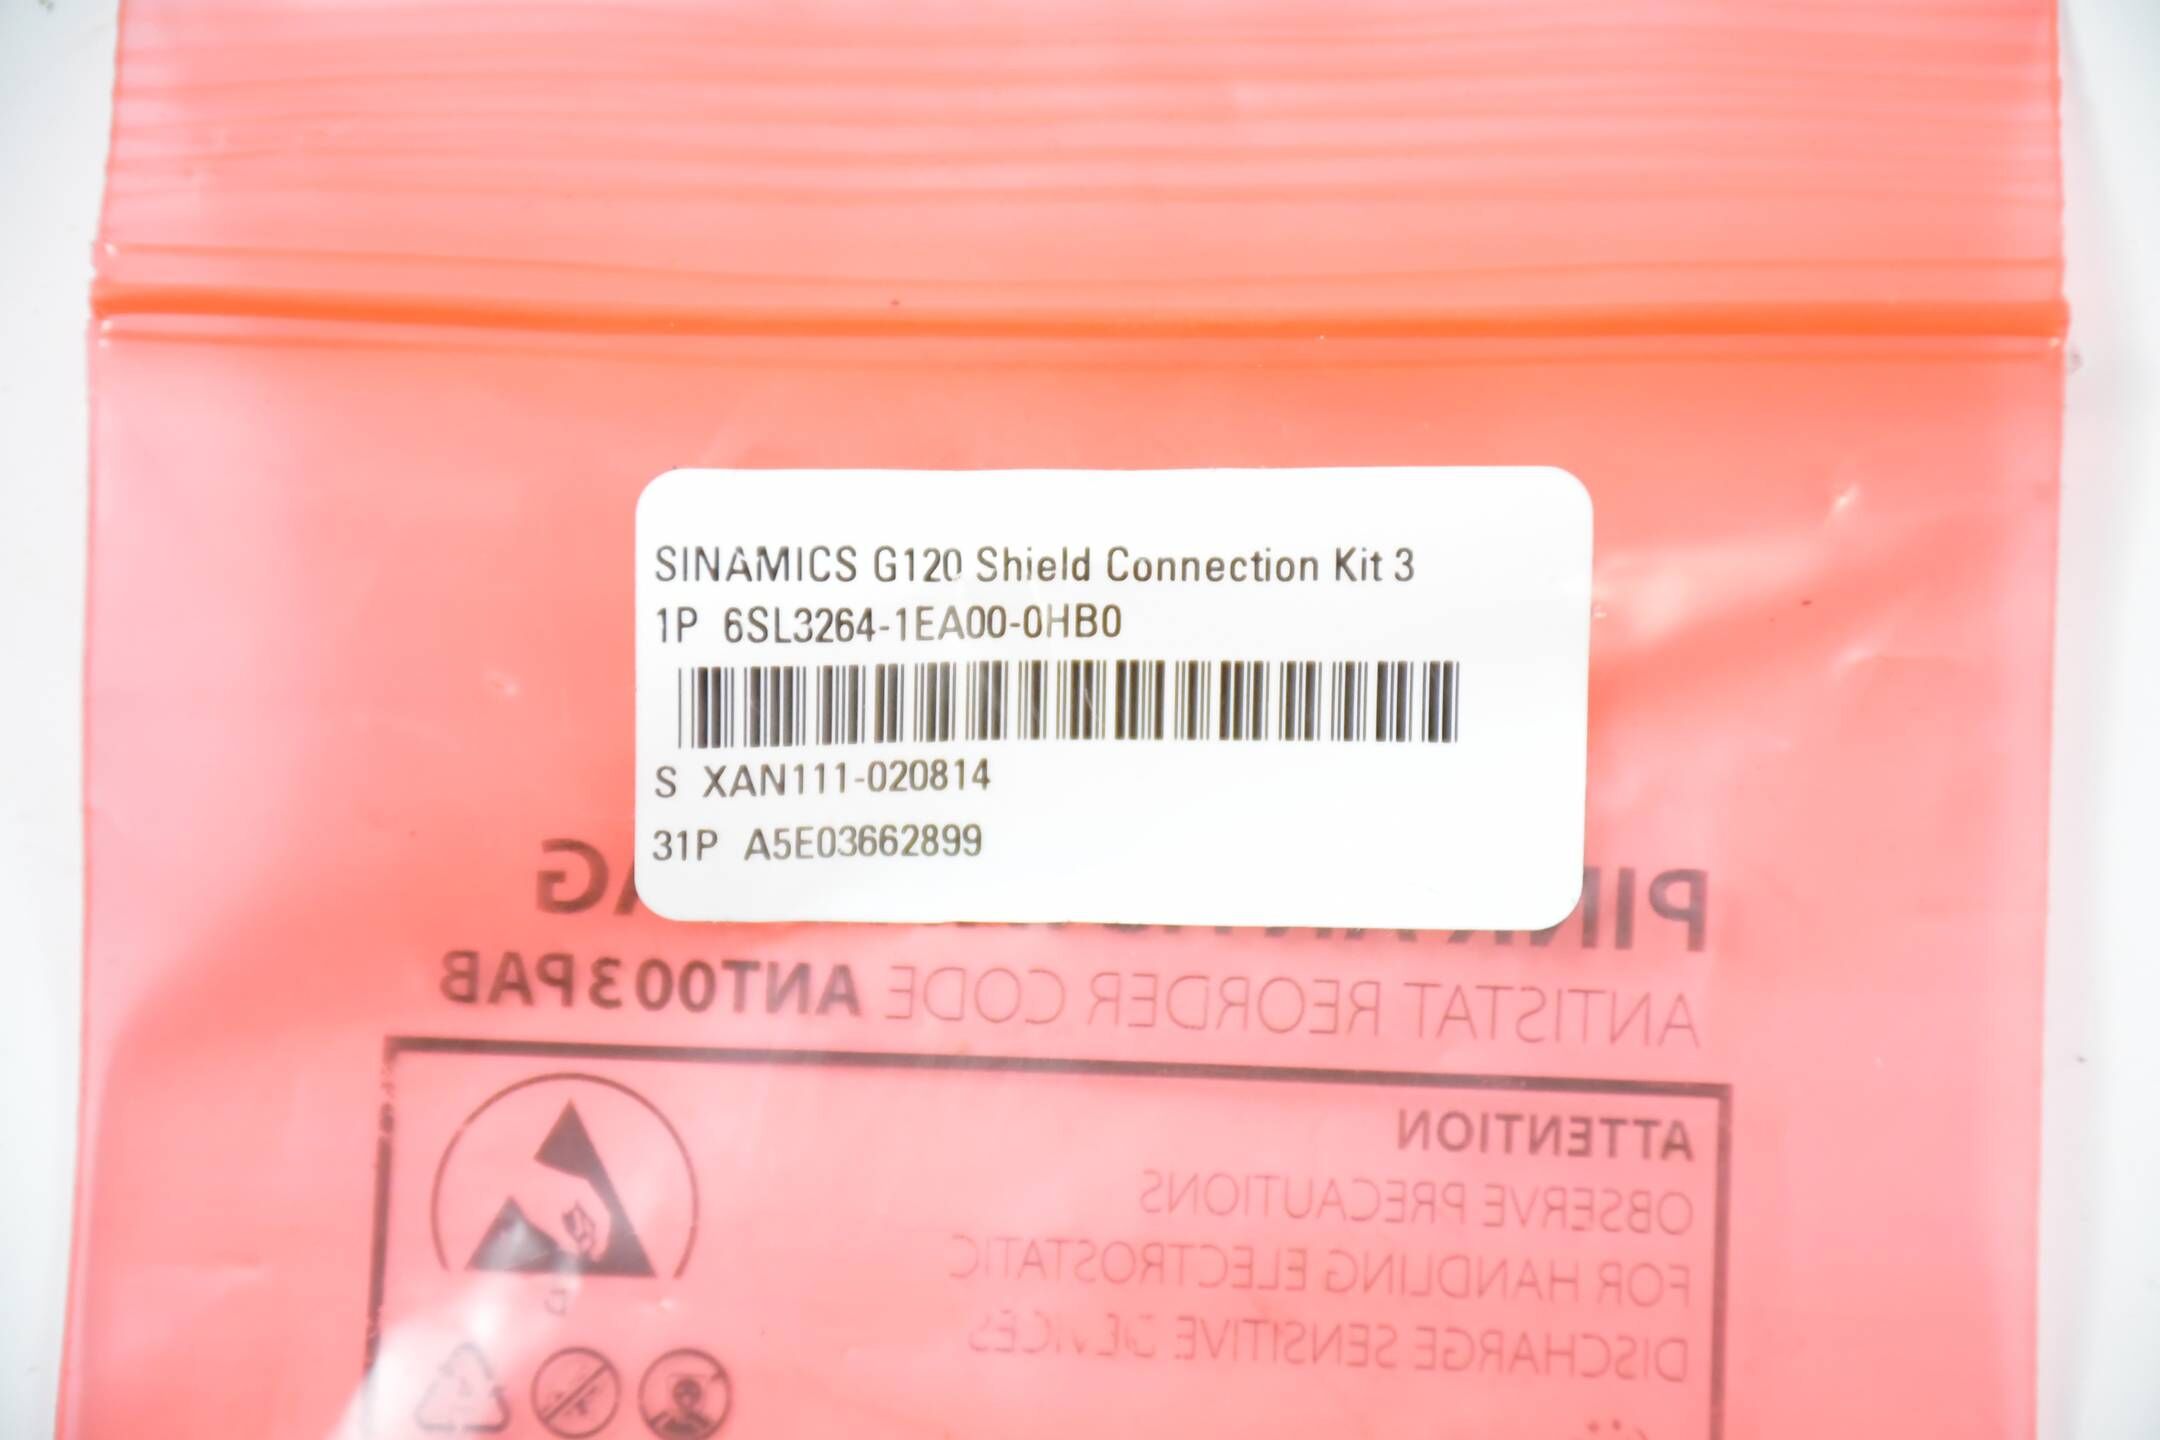 SINAMICS G120 Shield Connection Kit 3
1P 6SL3264-1EA00-0HB0
S XAN111-020814
31P A5E03662899
ANTISTAT REORDER CODE ANT003PAB
ATTENTION
OBSERVE PRECAUTIONS
FOR HANDLING ELECTROSTATIC
DISCHARGE SENSITIVE DEVICES